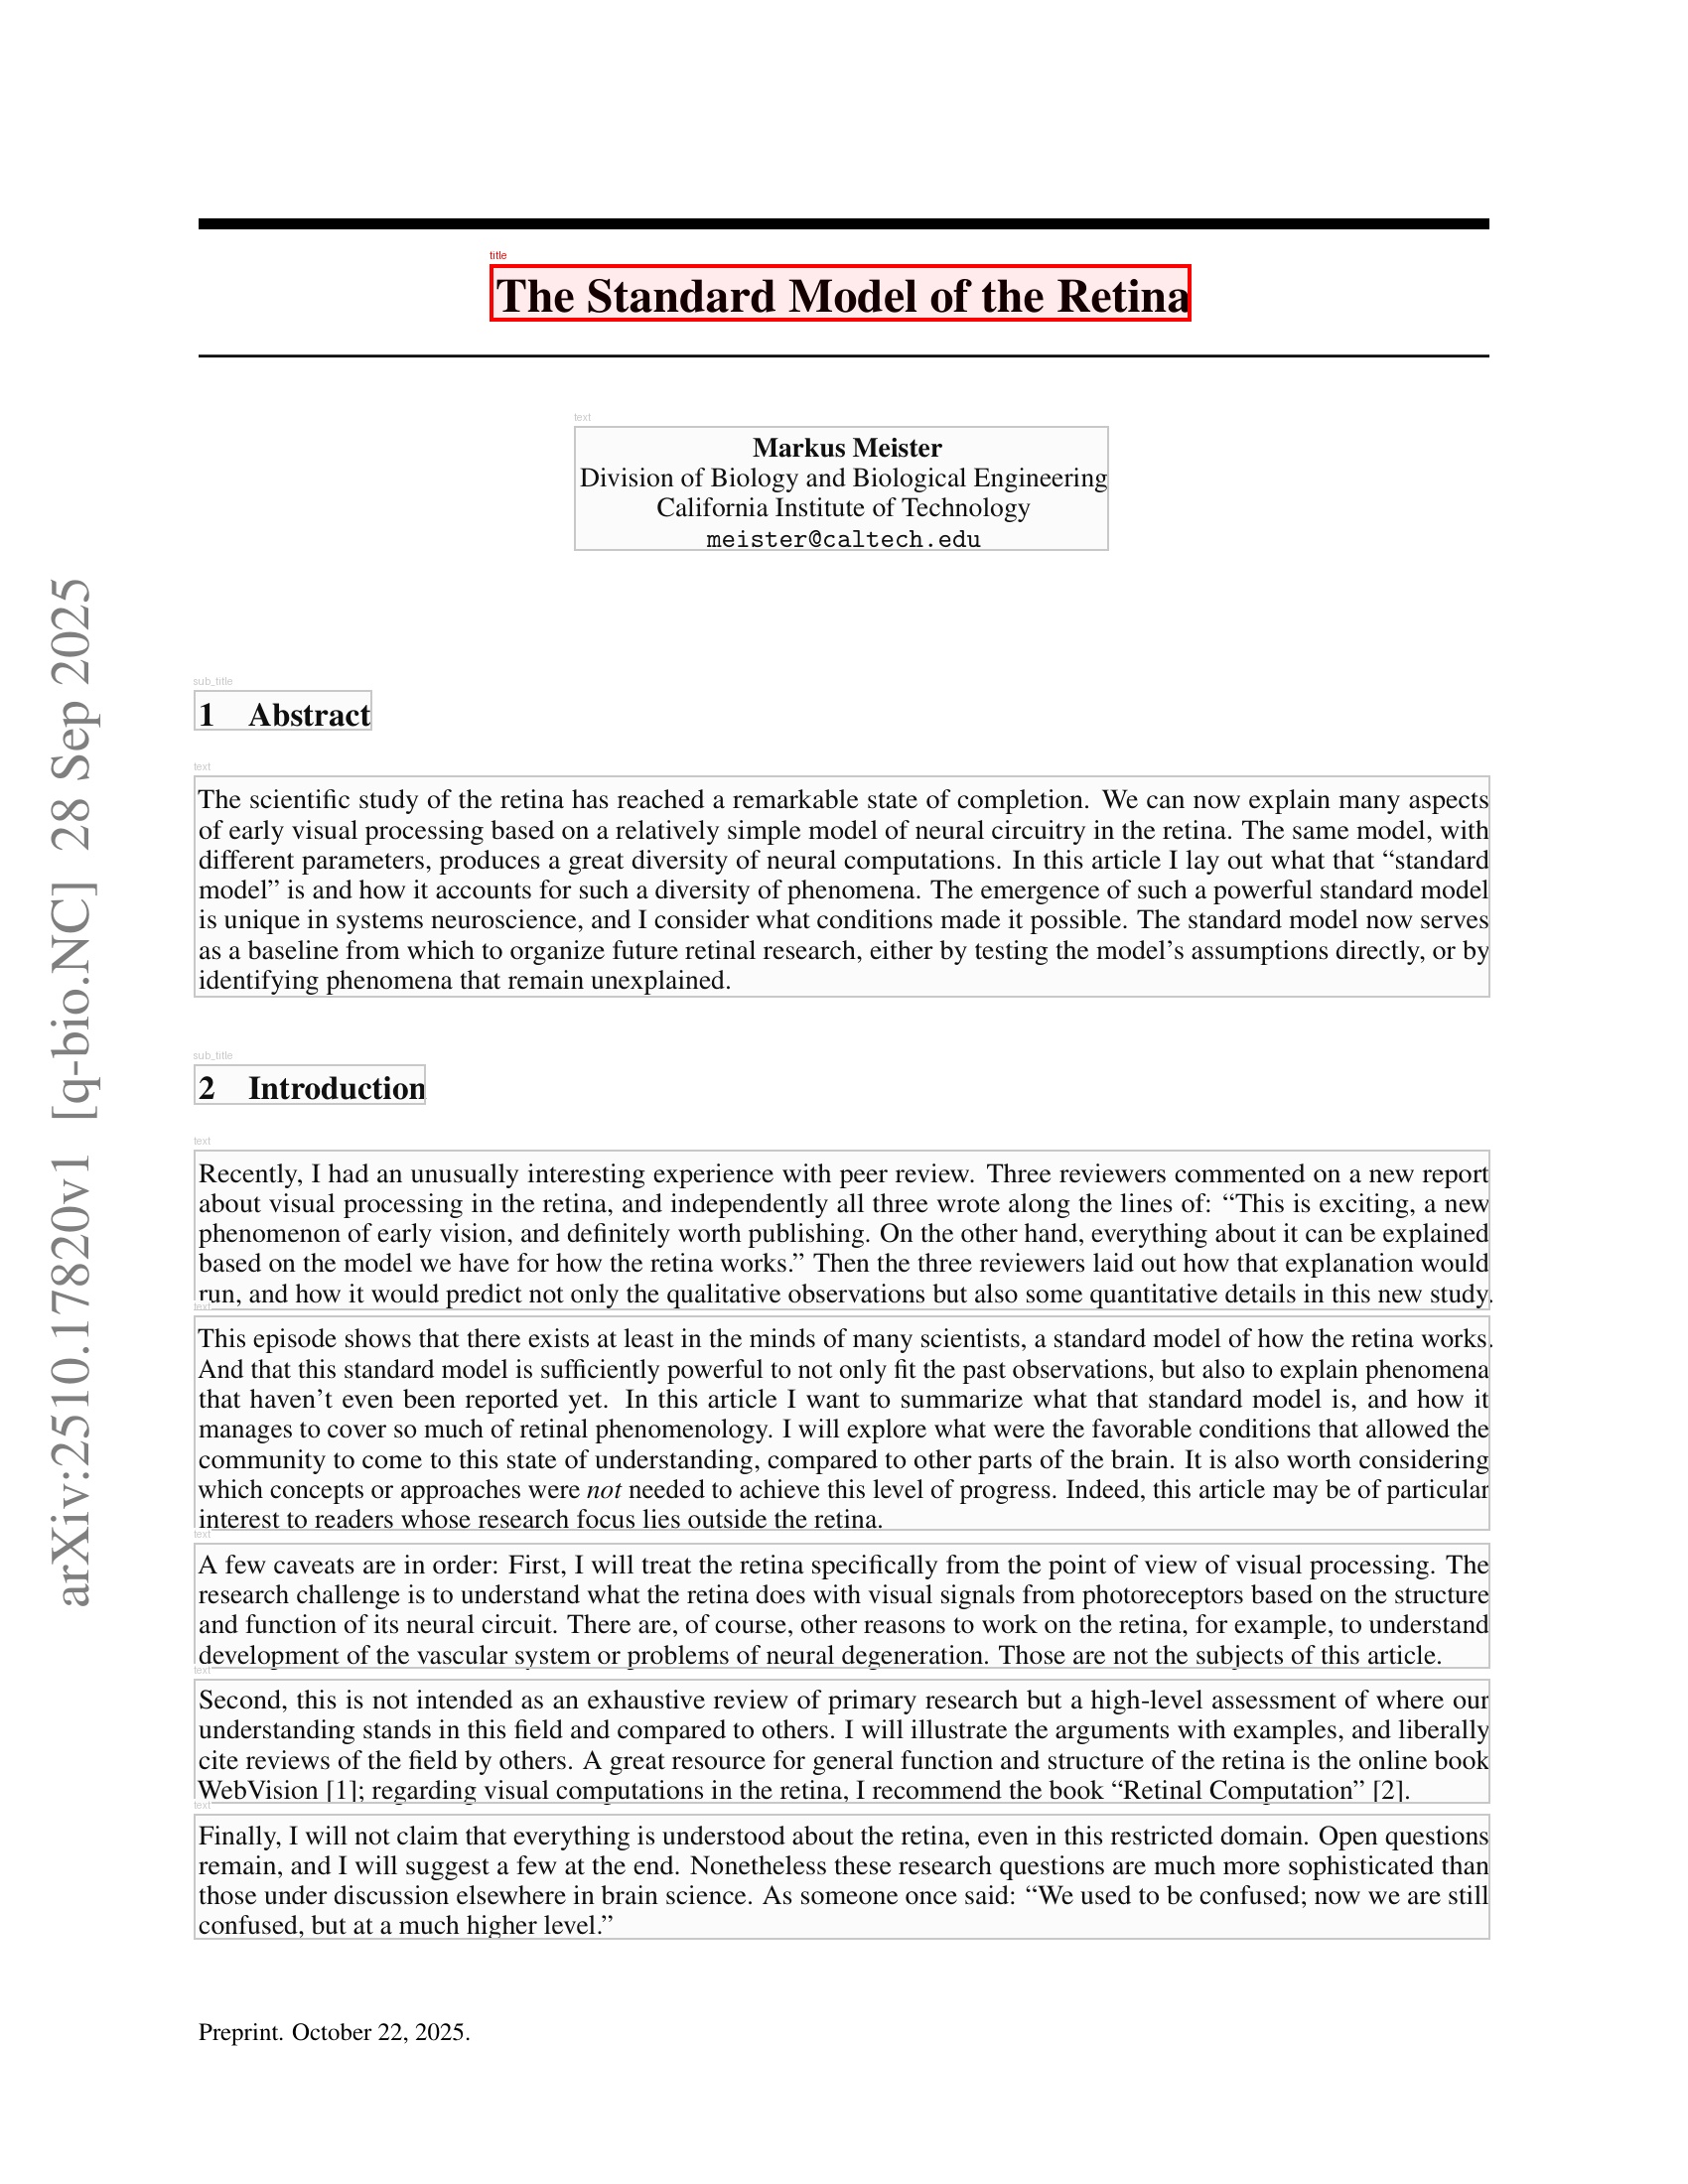 title
The Standard Model of the Retina
text
Markus Meister
Division of Biology and Biological Engineering
California Institute of Technology
meister@caltech.edu
arXiv:2510.17820v1 [q-bio.NC] 28 Sep 2025
sub_title
1 Abstract
text
The scientific study of the retina has reached a remarkable state of completion. We can now explain many aspects
of early visual processing based on a relatively simple model of neural circuitry in the retina. The same model, with
different parameters, produces a great diversity of neural computations. In this article I lay out what that “standard
model” is and how it accounts for such a diversity of phenomena. The emergence of such a powerful standard model
is unique in systems neuroscience, and I consider what conditions made it possible. The standard model now serves
as a baseline from which to organize future retinal research, either by testing the model’s assumptions directly, or by
identifying phenomena that remain unexplained.
sub_title
2 Introduction
text
Recently, I had an unusually interesting experience with peer review. Three reviewers commented on a new report
about visual processing in the retina, and independently all three wrote along the lines of: “This is exciting, a new
phenomenon of early vision, and definitely worth publishing. On the other hand, everything about it can be explained
based on the model we have for how the retina works.” Then the three reviewers laid out how that explanation would
run, and how it would predict not only the qualitative observations but also some quantitative details in this new study.
text
This episode shows that there exists at least in the minds of many scientists, a standard model of how the retina works.
And that this standard model is sufficiently powerful to not only fit the past observations, but also to explain phenomena
that haven’t even been reported yet. In this article I want to summarize what that standard model is, and how it
manages to cover so much of retinal phenomenology. I will explore what were the favorable conditions that allowed the
community to come to this state of understanding, compared to other parts of the brain. It is also worth considering
which concepts or approaches were not needed to achieve this level of progress. Indeed, this article may be of particular
interest to readers whose research focus lies outside the retina.
text
A few caveats are in order: First, I will treat the retina specifically from the point of view of visual processing. The
research challenge is to understand what the retina does with visual signals from photoreceptors based on the structure
and function of its neural circuit. There are, of course, other reasons to work on the retina, for example, to understand
development of the vascular system or problems of neural degeneration. Those are not the subjects of this article.
text
Second, this is not intended as an exhaustive review of primary research but a high-level assessment of where our
understanding stands in this field and compared to others. I will illustrate the arguments with examples, and liberally
cite reviews of the field by others. A great resource for general function and structure of the retina is the online book
WebVision [1]; regarding visual computations in the retina, I recommend the book “Retinal Computation” [2].
text
Finally, I will not claim that everything is understood about the retina, even in this restricted domain. Open questions
remain, and I will suggest a few at the end. Nonetheless these research questions are much more sophisticated than
those under discussion elsewhere in brain science. As someone once said: “We used to be confused; now we are still
confused, but at a much higher level.”
Preprint. October 22, 2025.